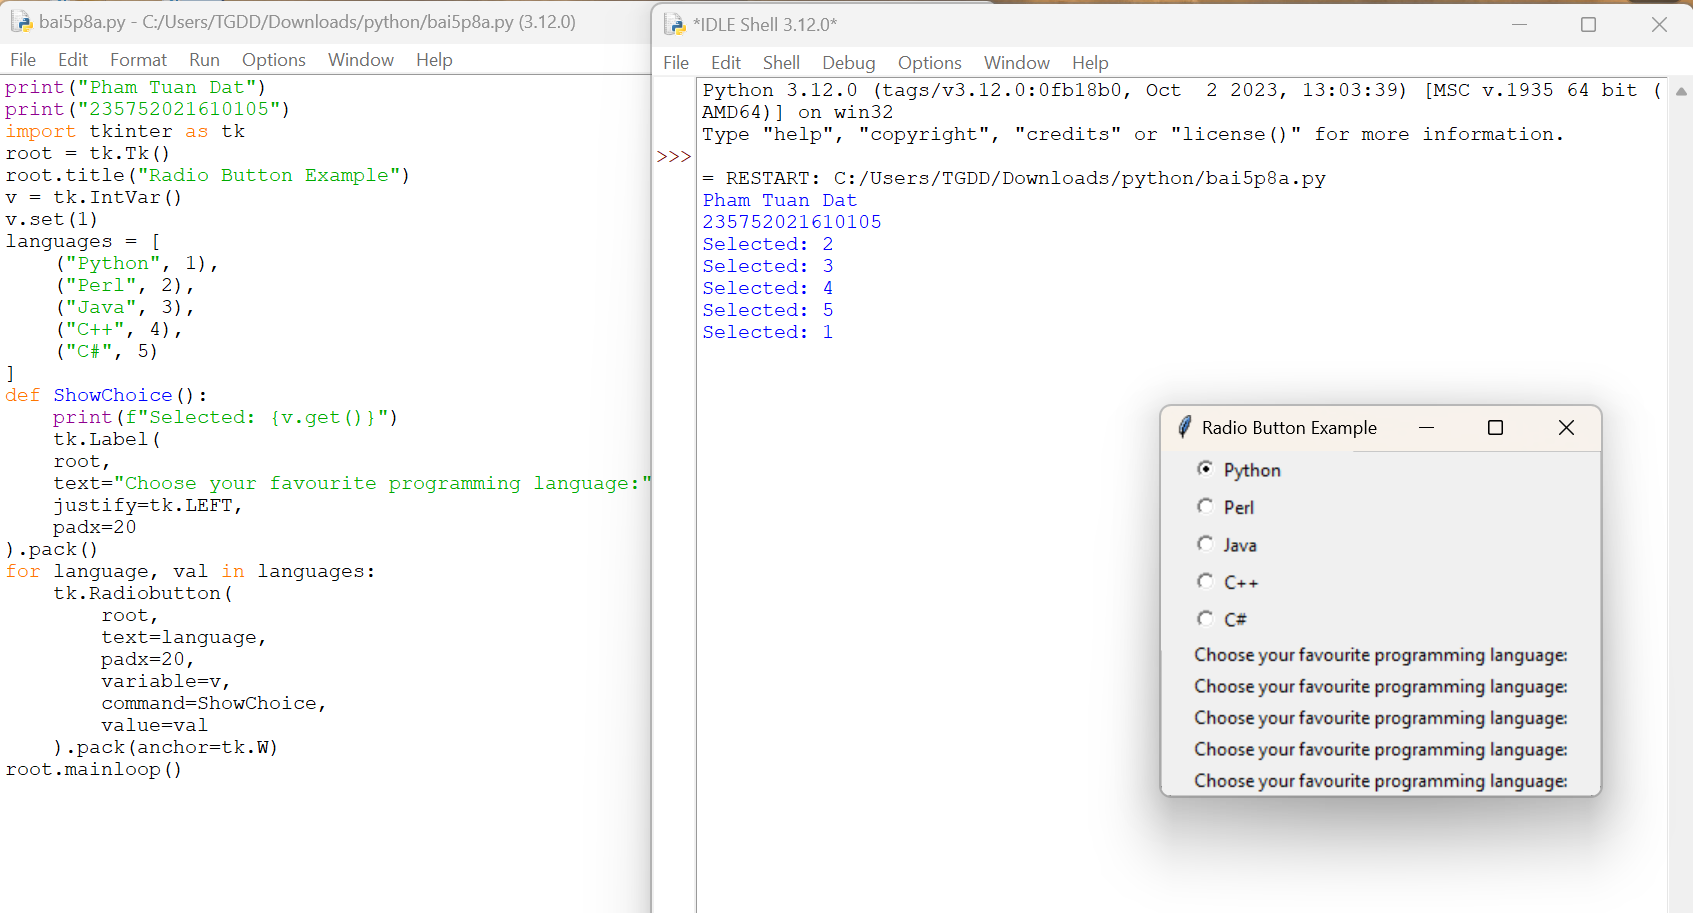 bai5p8a.py - C:/Users/TGDD/Downloads/python/bai5p8a.py (3.12.0)
File Edit Format Run Options Window Help
print("Pham Tuan Dat")
print("235752021610105")
import tkinter as tk
root = tk.Tk()
root.title("Radio Button Example")
v = tk.IntVar()
v.set(1)
languages = [
    ("Python", 1),
    ("Perl", 2),
    ("Java", 3),
    ("C++", 4),
    ("C#", 5)
]
def ShowChoice():
    print(f"Selected: {v.get()}")
    tk.Label(
    root,
    text="Choose your favourite programming language:"
    justify=tk.LEFT,
    padx=20
).pack()
for language, val in languages:
    tk.Radiobutton(
        root,
        text=language,
        padx=20,
        variable=v,
        command=ShowChoice,
        value=val
    ).pack(anchor=tk.W)
root.mainloop()
*IDLE Shell 3.12.0*
File Edit Shell Debug Options Window Help
Python 3.12.0 (tags/v3.12.0:0fb18b0, Oct  2 2023, 13:03:39) [MSC v.1935 64 bit (
AMD64)] on win32
Type "help", "copyright", "credits" or "license()" for more information.
>>>
= RESTART: C:/Users/TGDD/Downloads/python/bai5p8a.py
Pham Tuan Dat
235752021610105
Selected: 2
Selected: 3
Selected: 4
Selected: 5
Selected: 1
Radio Button Example
Python
Perl
Java
C++
C#
Choose your favourite programming language:
Choose your favourite programming language:
Choose your favourite programming language:
Choose your favourite programming language:
Choose your favourite programming language: